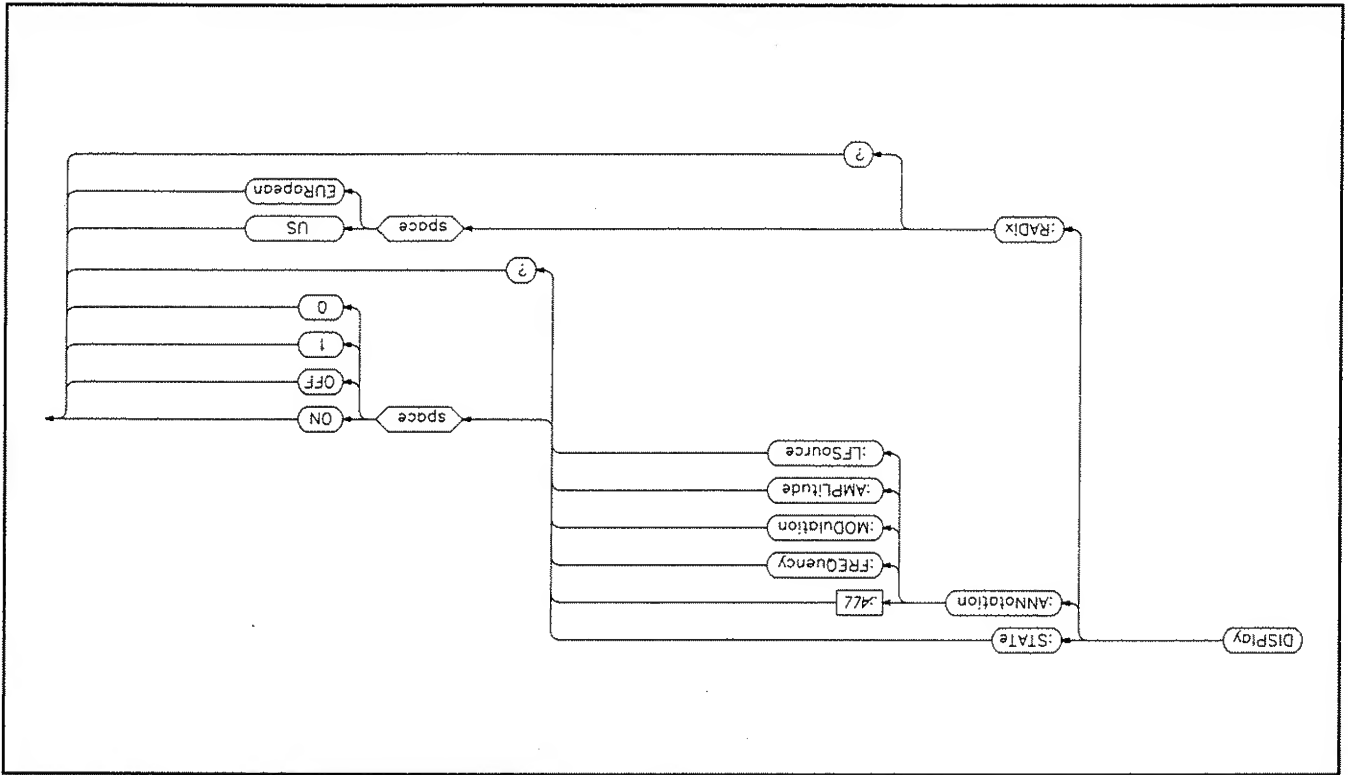 DISPlay
:STATe
:ANNotation
:ALL
:FREQuency
:MODulation
:AMPLitude
:LFSource
space
ON
OFF
1
0
?
:RADix
space
US
EURopean
?